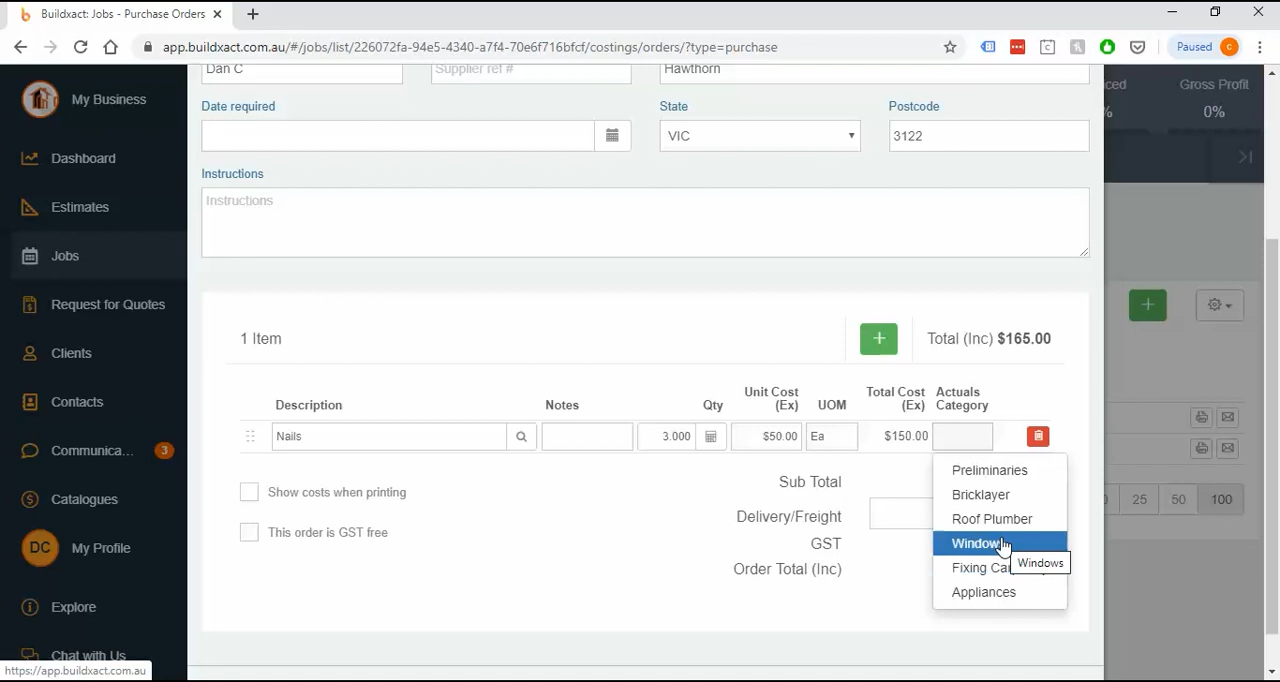 Buildxact: Jobs - Purchase Orders
app.buildxact.com.au/#/jobs/list/226072fa-94e5-4340-a7f4-70e6f716bfcf/costings/orders/?type=purchase
Paused
C
My Business
Dashboard
Estimates
Jobs
Request for Quotes
Clients
Contacts
Communica... 3
Catalogues
DC My Profile
Explore
Chat with Us
https://app.buildxact.com.au
Dan C
Supplier ref #
Hawthorn
Date required
State
Postcode
VIC
3122
Instructions
Instructions
Gross Profit
0%
1 Item
Total (Inc) $165.00
Description
Notes
Qty
Unit Cost (Ex)
UOM
Total Cost (Ex)
Actuals Category
Nails
3.000
$50.00
Ea
$150.00
Show costs when printing
This order is GST free
Sub Total
Delivery/Freight
GST
Order Total (Inc)
Preliminaries
Bricklayer
Roof Plumber
Windows
Windows
Fixing
Appliances
25
50
100